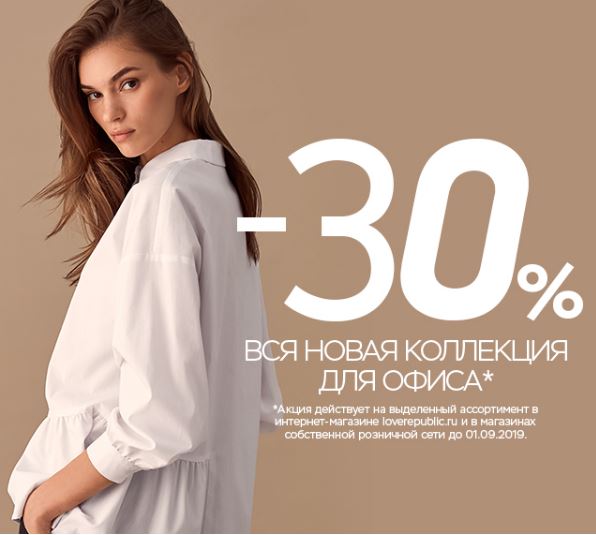 -30%
ВСЯ НОВАЯ КОЛЛЕКЦИЯ
ДЛЯ ОФИСА*
*Акция действует на выделенный ассортимент в
интернет-магазине loverepublic.ru и в магазинах
собственной розничной сети до 01.09.2019.